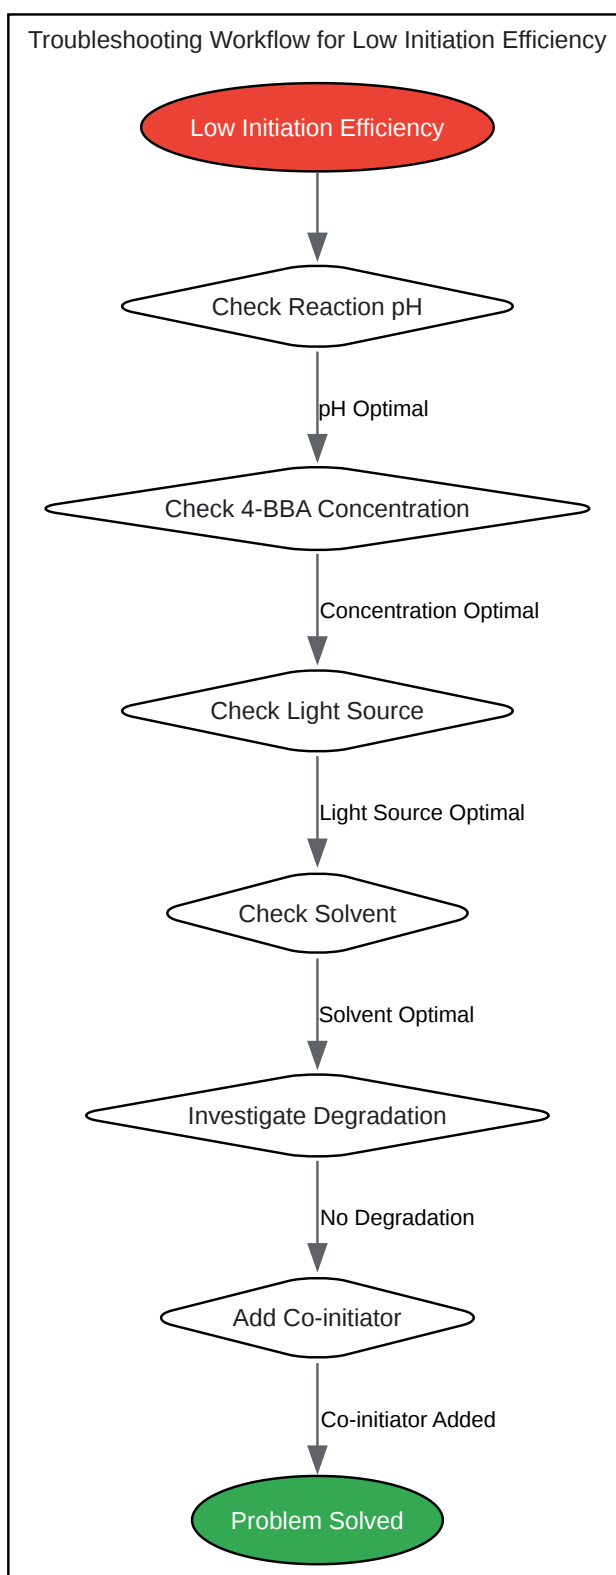 Troubleshooting Workflow for Low Initiation Efficiency
Low Initiation Efficiency
Check Reaction pH
pH Optimal
Check 4-BBA Concentration
Concentration Optimal
Check Light Source
Light Source Optimal
Check Solvent
Solvent Optimal
Investigate Degradation
No Degradation
Add Co-initiator
Co-initiator Added
Problem Solved